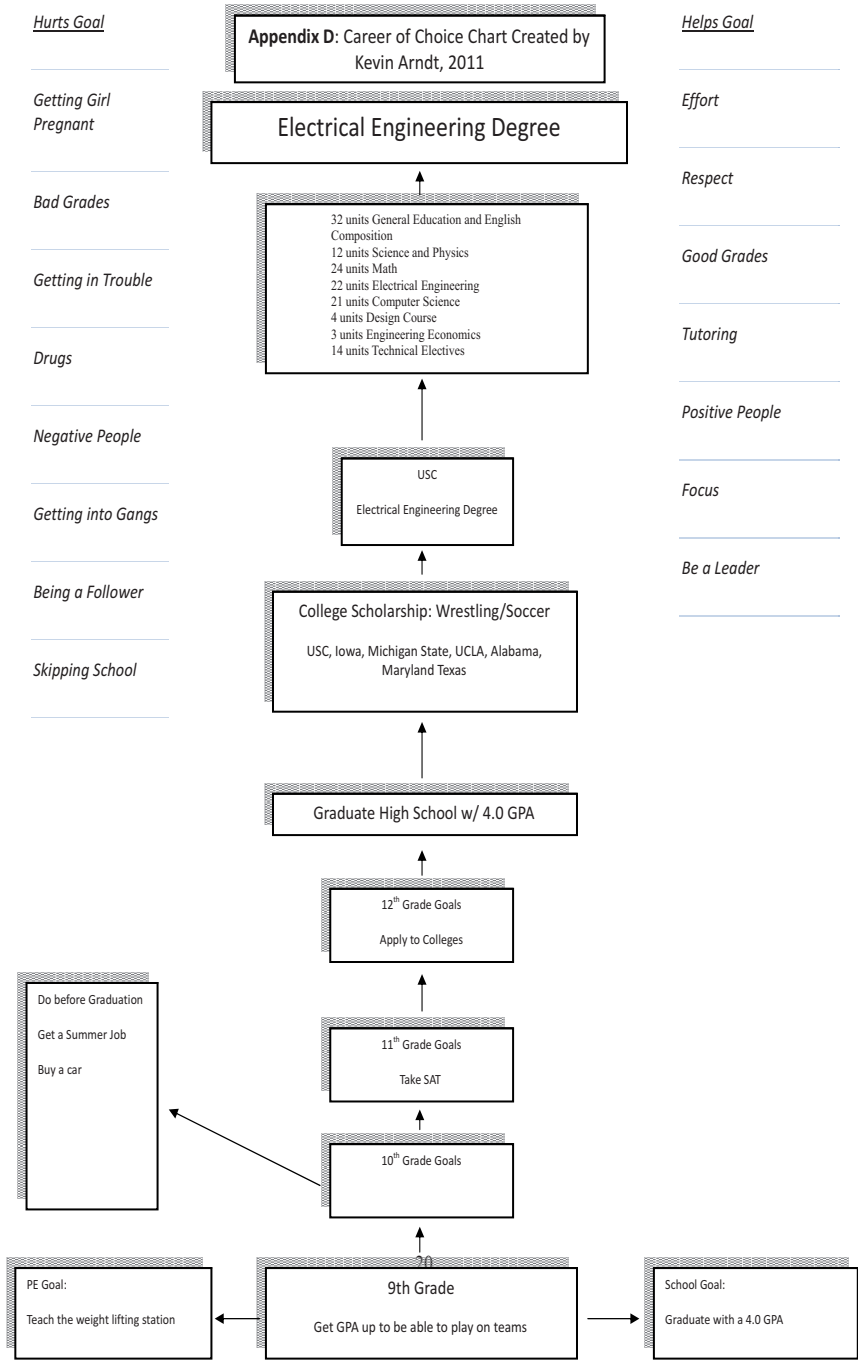 Hurts Goal
Getting Girl
Pregnant
Bad Grades
Getting in Trouble
Drugs
Negative People
Getting into Gangs
Being a Follower
Skipping School
Appendix D: Career of Choice Chart Created by
Kevin Arndt, 2011
Electrical Engineering Degree
32 units General Education and English
Composition
12 units Science and Physics
24 units Math
22 units Electrical Engineering
21 units Computer Science
4 units Design Course
3 units Engineering Economics
14 units Technical Electives
USC
Electrical Engineering Degree
College Scholarship: Wrestling/Soccer
USC, Iowa, Michigan State, UCLA, Alabama,
Maryland Texas
Graduate High School w/ 4.0 GPA
12th Grade Goals
Apply to Colleges
11th Grade Goals
Take SAT
10th Grade Goals
Helps Goal
Effort
Respect
Good Grades
Tutoring
Positive People
Focus
Be a Leader
Do before Graduation
Get a Summer Job
Buy a car
20
PE Goal:
Teach the weight lifting station
9th Grade
Get GPA up to be able to play on teams
School Goal:
Graduate with a 4.0 GPA